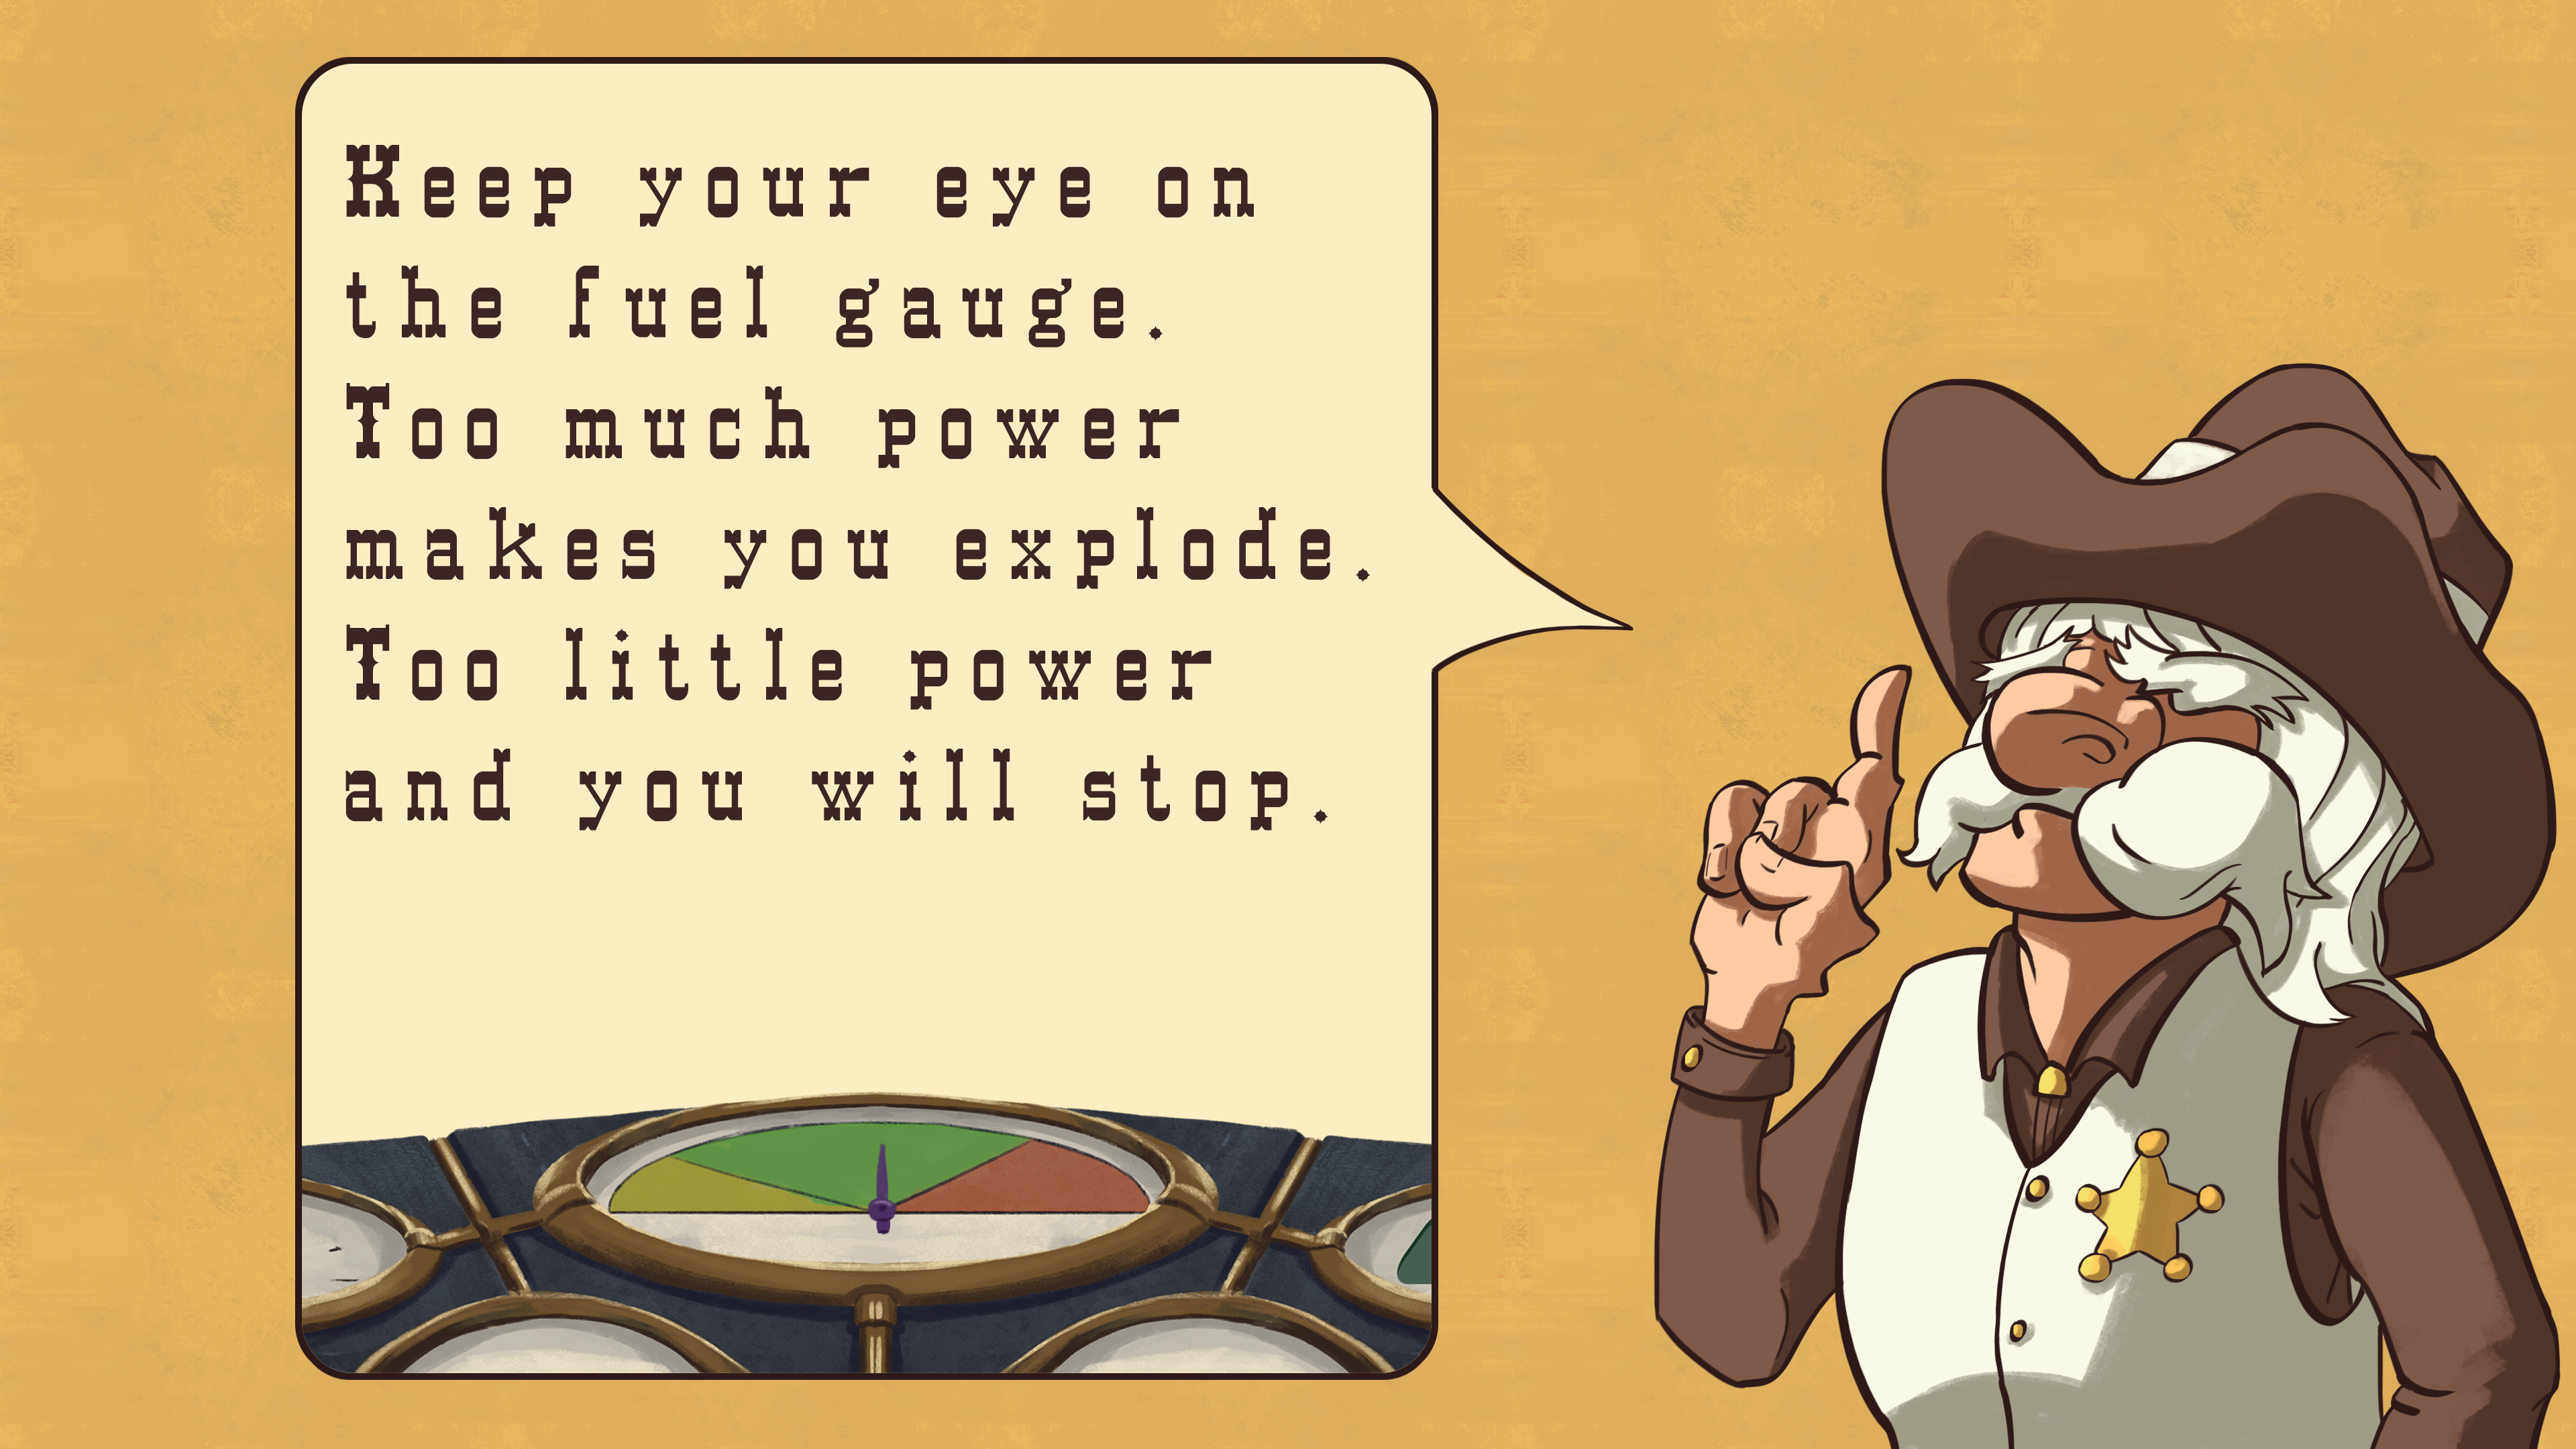 Keep your eye on
the fuel gauge.
Too much power
makes you explode.
Too little power
and you will stop.